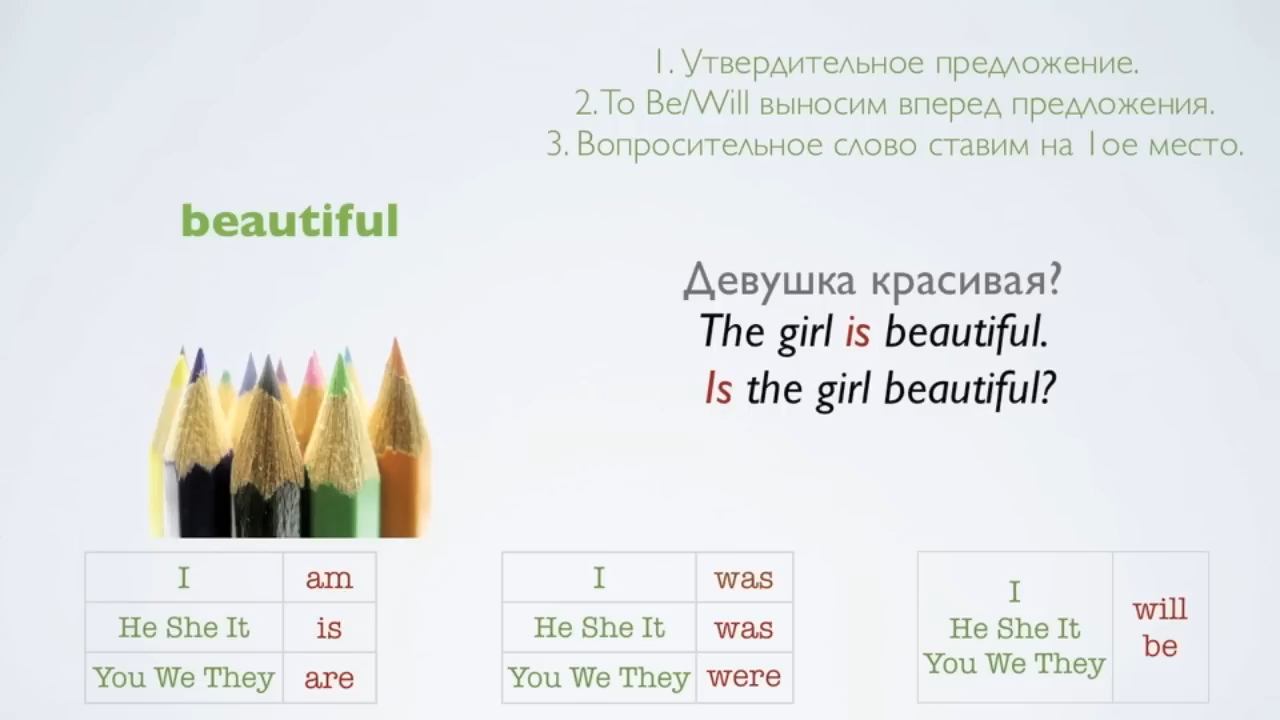 1. Утвердительное предложение.
2. To Be/Will выносим вперед предложения.
3. Вопросительное слово ставим на 1ое место.
beautiful
Девушка красивая?
The girl is beautiful.
Is the girl beautiful?
I am
He She It is
You We They are
I was
He She It was
You We They were
I
He She It
You We They
will
be